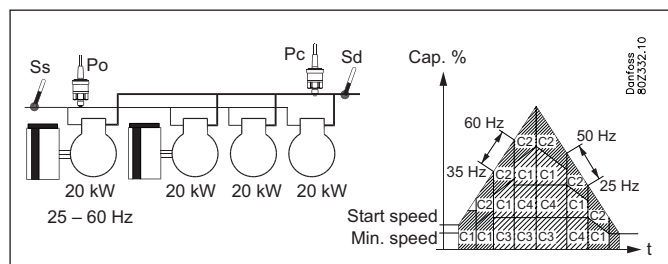 Ss
Po
Pc
Sd
20 kW
20 kW
20 kW
20 kW
25 – 60 Hz
Cap. %
Danfoss
80Z332.10
60 Hz
50 Hz
35 Hz
25 Hz
C2 C2
C2 C1 C1 C2
C2 C1 C4 C4 C1 C2
C1 C1 C3 C3 C3 C4 C1
Start speed
Min. speed
t